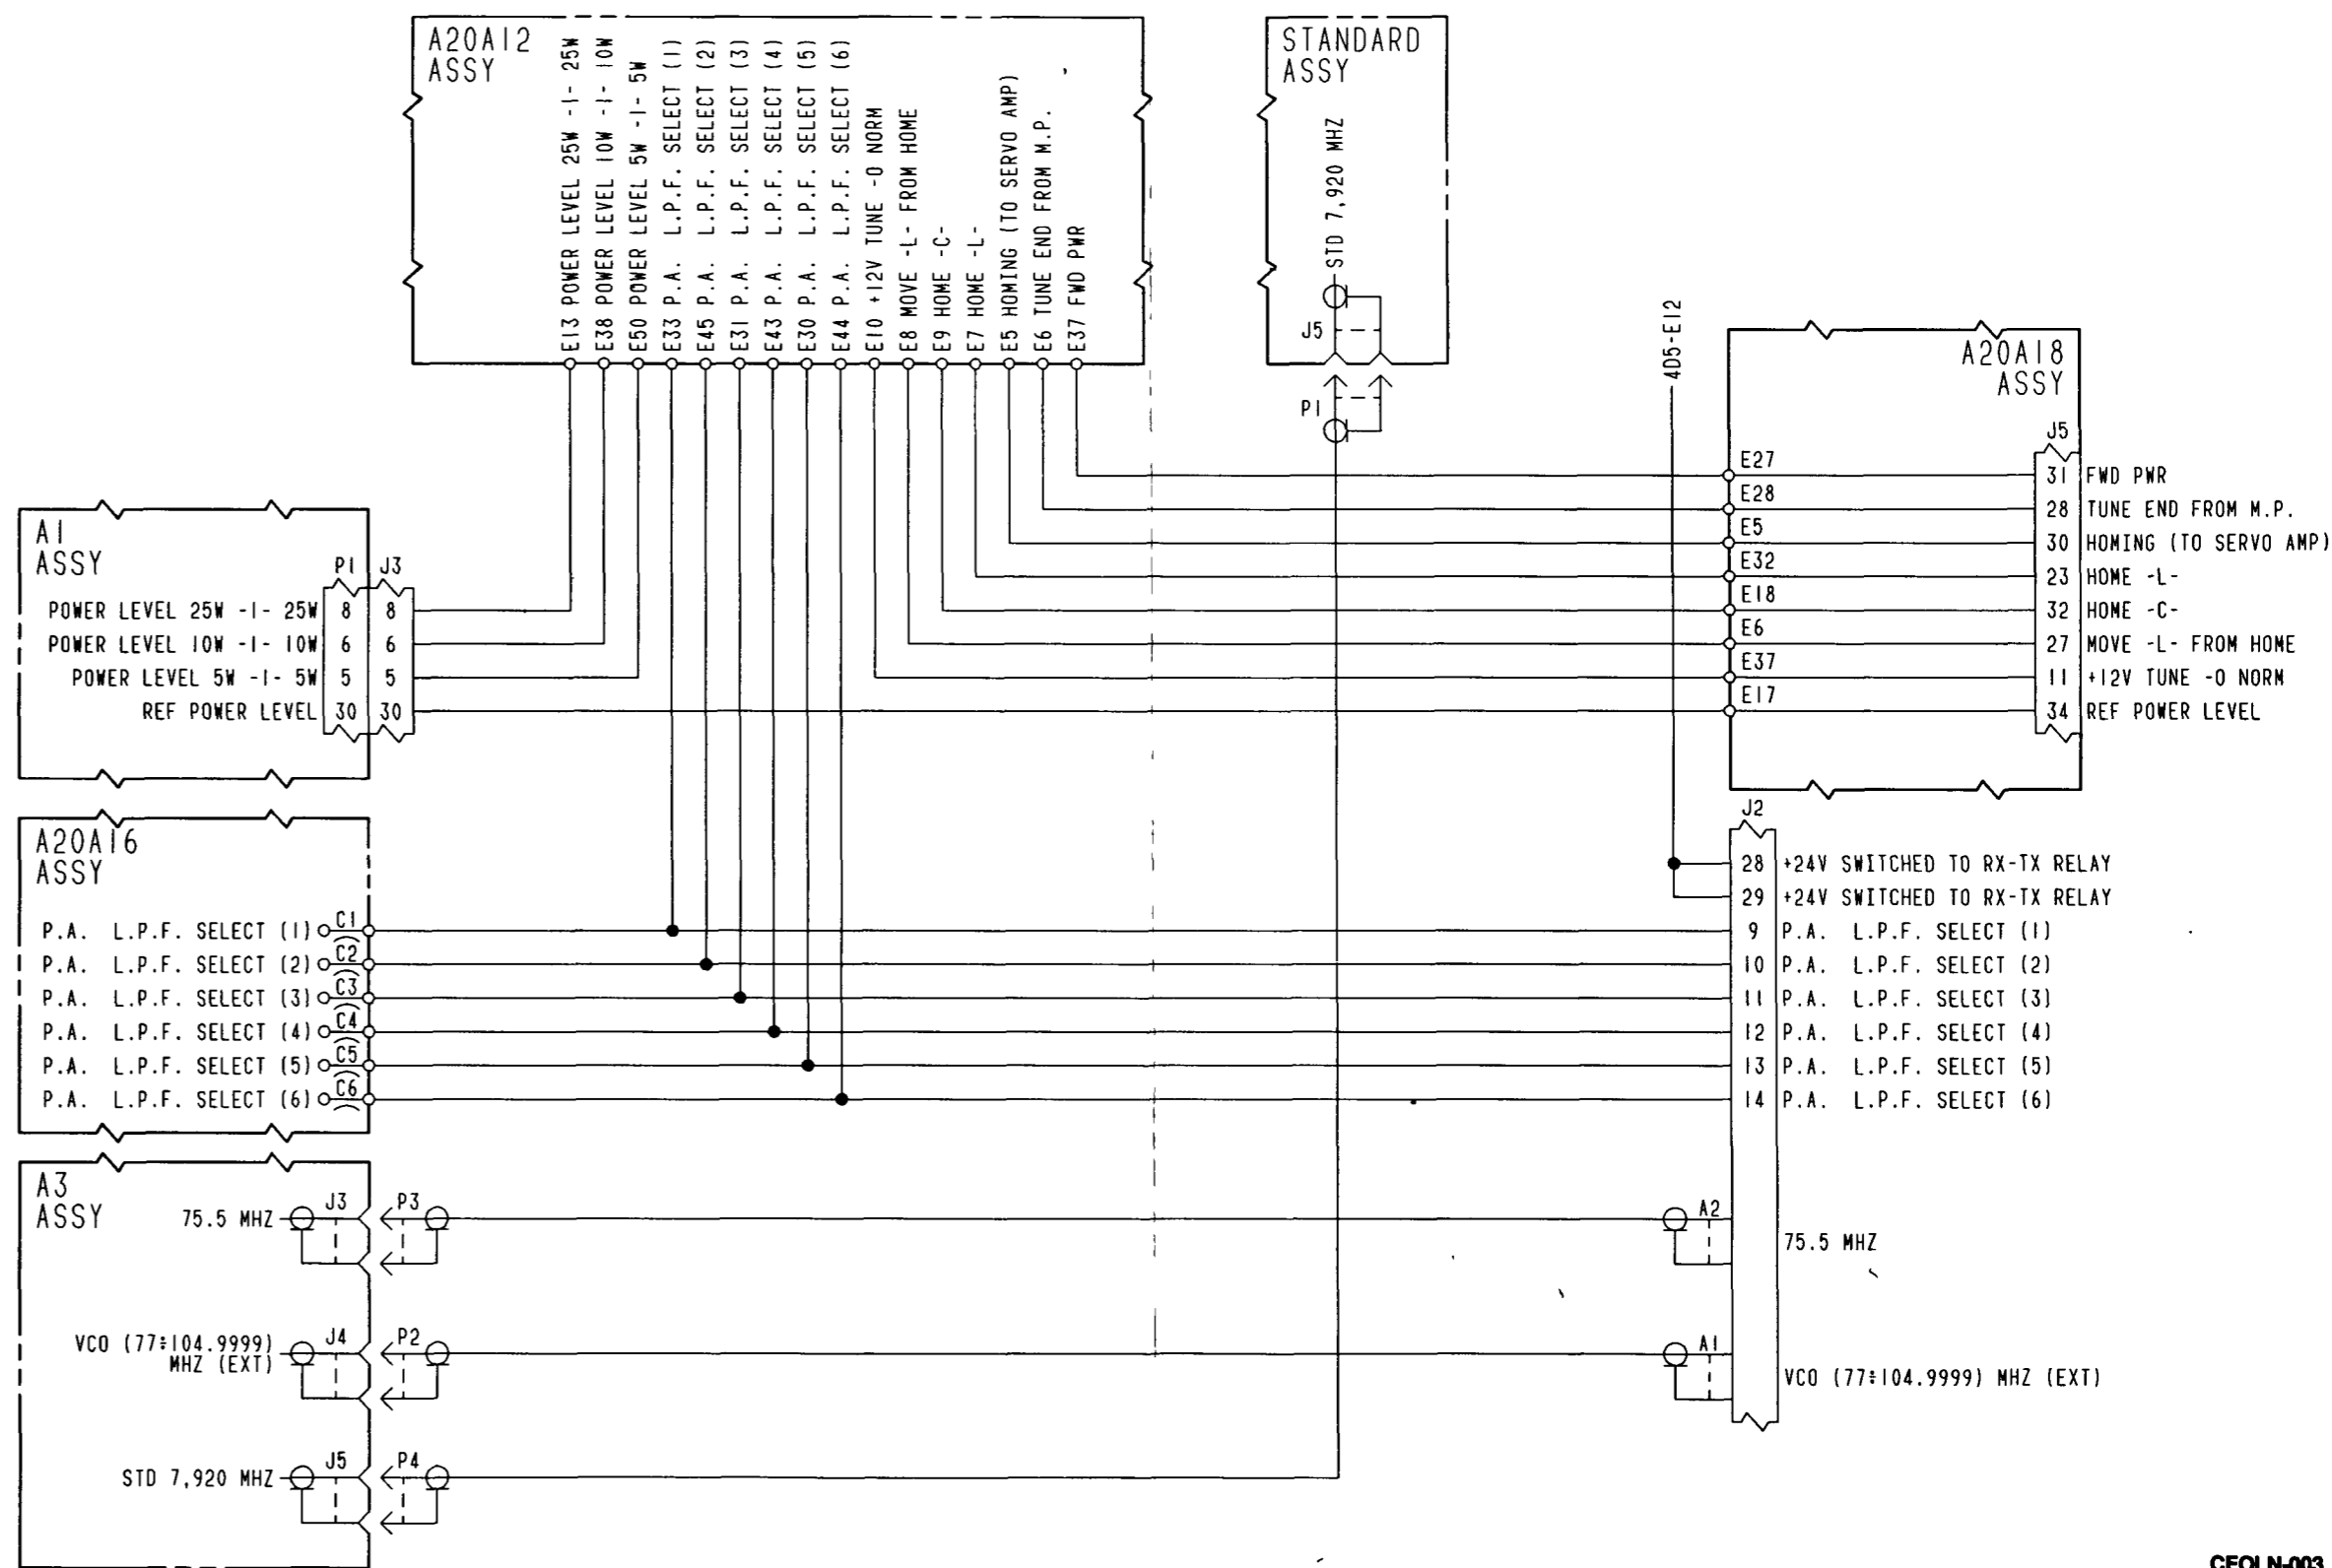 A20A12
ASSY
E13 POWER LEVEL 25W -1- 25W
E38 POWER LEVEL 10W -1- 10W
E50 POWER LEVEL 5W -1- 5W
E33 P.A. L.P.F. SELECT (1)
E45 P.A. L.P.F. SELECT (2)
E31 P.A. L.P.F. SELECT (3)
E43 P.A. L.P.F. SELECT (4)
E30 P.A. L.P.F. SELECT (5)
E44 P.A. L.P.F. SELECT (6)
E10 +12V TUNE -0 NORM
E8 MOVE -L- FROM HOME
E9 HOME -C-
E7 HOME -L-
E5 HOMING (TO SERVO AMP)
E6 TUNE END FROM M.P.
E37 FWD PWR
STANDARD
ASSY
STD 7,920 MHZ
J5
P1
4D5-E12
A20A18
ASSY
J5
E27 31 FWD PWR
E28 28 TUNE END FROM M.P.
E5 30 HOMING (TO SERVO AMP)
E32 23 HOME -L-
E18 32 HOME -C-
E6 27 MOVE -L- FROM HOME
E37 11 +12V TUNE -0 NORM
E17 34 REF POWER LEVEL
A1
ASSY
P1 J3
POWER LEVEL 25W -1- 25W 8 8
POWER LEVEL 10W -1- 10W 6 6
POWER LEVEL 5W -1- 5W 5 5
REF POWER LEVEL 30 30
A20A16
ASSY
P.A. L.P.F. SELECT (1) C1
P.A. L.P.F. SELECT (2) C2
P.A. L.P.F. SELECT (3) C3
P.A. L.P.F. SELECT (4) C4
P.A. L.P.F. SELECT (5) C5
P.A. L.P.F. SELECT (6) C6
J2
28 +24V SWITCHED TO RX-TX RELAY
29 +24V SWITCHED TO RX-TX RELAY
9 P.A. L.P.F. SELECT (1)
10 P.A. L.P.F. SELECT (2)
11 P.A. L.P.F. SELECT (3)
12 P.A. L.P.F. SELECT (4)
13 P.A. L.P.F. SELECT (5)
14 P.A. L.P.F. SELECT (6)
A3
ASSY
75.5 MHZ J3 P3
A2
75.5 MHZ
VCO (77÷104.9999)
MHZ (EXT)
J4 P2
A1
VCO (77÷104.9999) MHZ (EXT)
STD 7,920 MHZ J5 P4
CEOLN-003